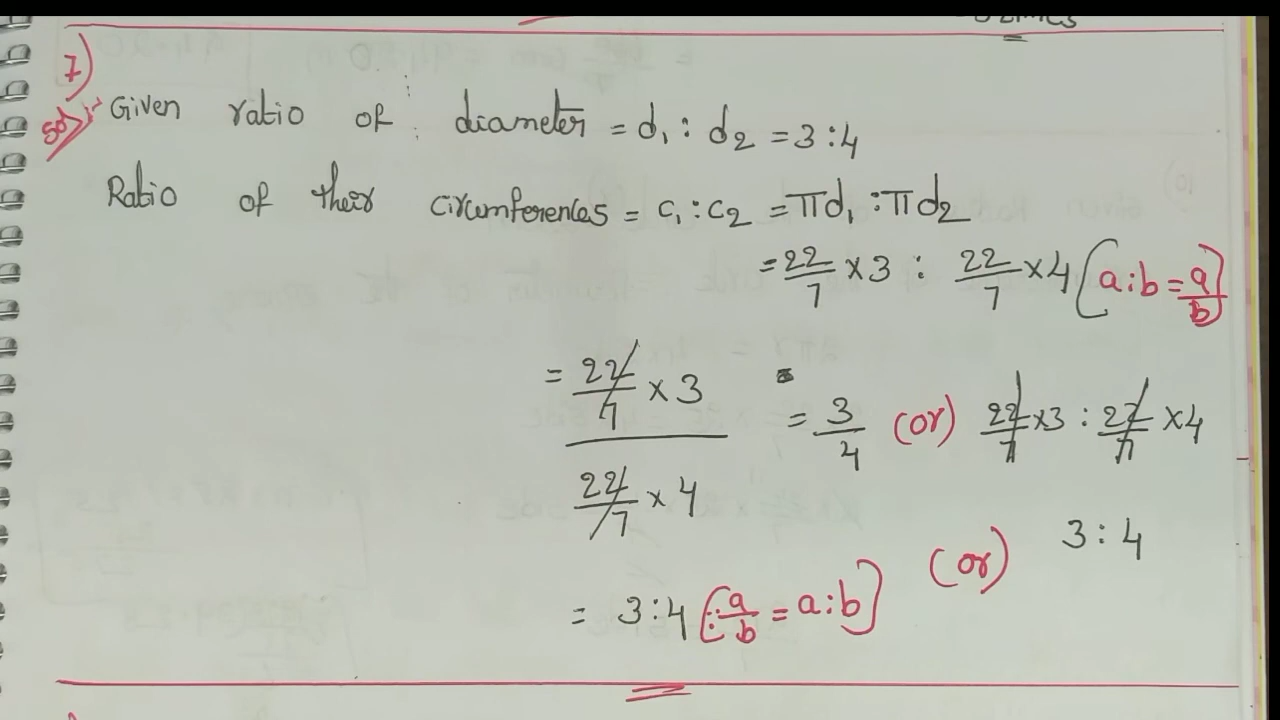 7)
Sol:- Given ratio of diameter = d₁ : d₂ = 3:4
Ratio of their circumferences = c₁ : c₂ = πd₁ : πd₂
= 22/7 × 3 : 22/7 × 4 [a:b = a/b]
= 22/7 × 3 / 22/7 × 4 = 3/4 (or) 22/7 × 3 : 22/7 × 4
(or) 3:4
= 3:4 [∵ a/b = a:b]